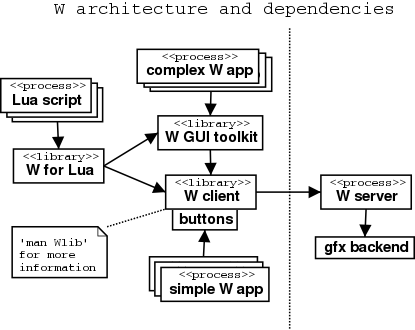 W architecture and dependencies
<<process>>
complex W app
<<process>>
Lua script
<<library>>
W GUI toolkit
<<library>>
W for Lua
<<library>>
W client
buttons
<<process>>
W server
gfx backend
'man Wlib'
for more
information
<<process>>
simple W app